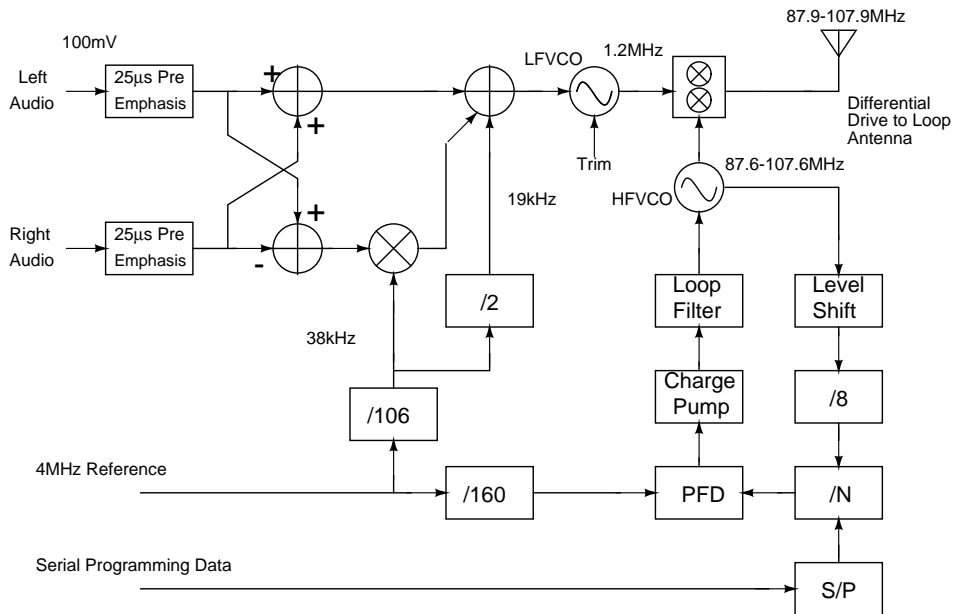 87.9-107.9MHz
100mV
LFVCO
1.2MHz
Left
Audio
25µs Pre
Emphasis
+
+
Differential
Drive to Loop
Antenna
Trim
87.6-107.6MHz
HFVCO
19kHz
+
-
Right
Audio
25µs Pre
Emphasis
/2
Loop
Filter
Level
Shift
38kHz
/106
Charge
Pump
/8
4MHz Reference
/160
PFD
/N
Serial Programming Data
S/P